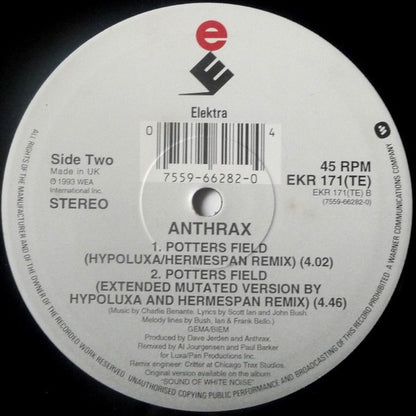 e
Elektra
0 4
7559-66282-0
Side Two
Made in UK
℗ 1993 WEA
International Inc.
STEREO
45 RPM
EKR 171(TE)
EKR 171(TE) B
(7559-66282-0)
ANTHRAX
1. POTTERS FIELD
(HYPOLUXA/HERMESPAN REMIX) (4.02)
2. POTTERS FIELD
(EXTENDED MUTATED VERSION BY
HYPOLUXA AND HERMESPAN REMIX) (4.46)
(Music by Charlie Benante. Lyrics by Scott Ian and John Bush.
Melody lines by Bush, Ian & Frank Bello.)
GEMA/BIEM
Produced by Dave Jerden and Anthrax.
Remixed by Al Jourgensen and Paul Barker
for Luxa/Pan Productions Inc.
Remix engineer: Critter at Chicago Trax Studios.
Original version available on the album
"SOUND OF WHITE NOISE"
ALL RIGHTS OF THE MANUFACTURER AND OF THE OWNER OF THE RECORDED WORK RESERVED. UNAUTHORISED COPYING PUBLIC PERFORMANCE AND BROADCASTING OF THIS RECORD PROHIBITED. A WARNER COMMUNICATIONS COMPANY.